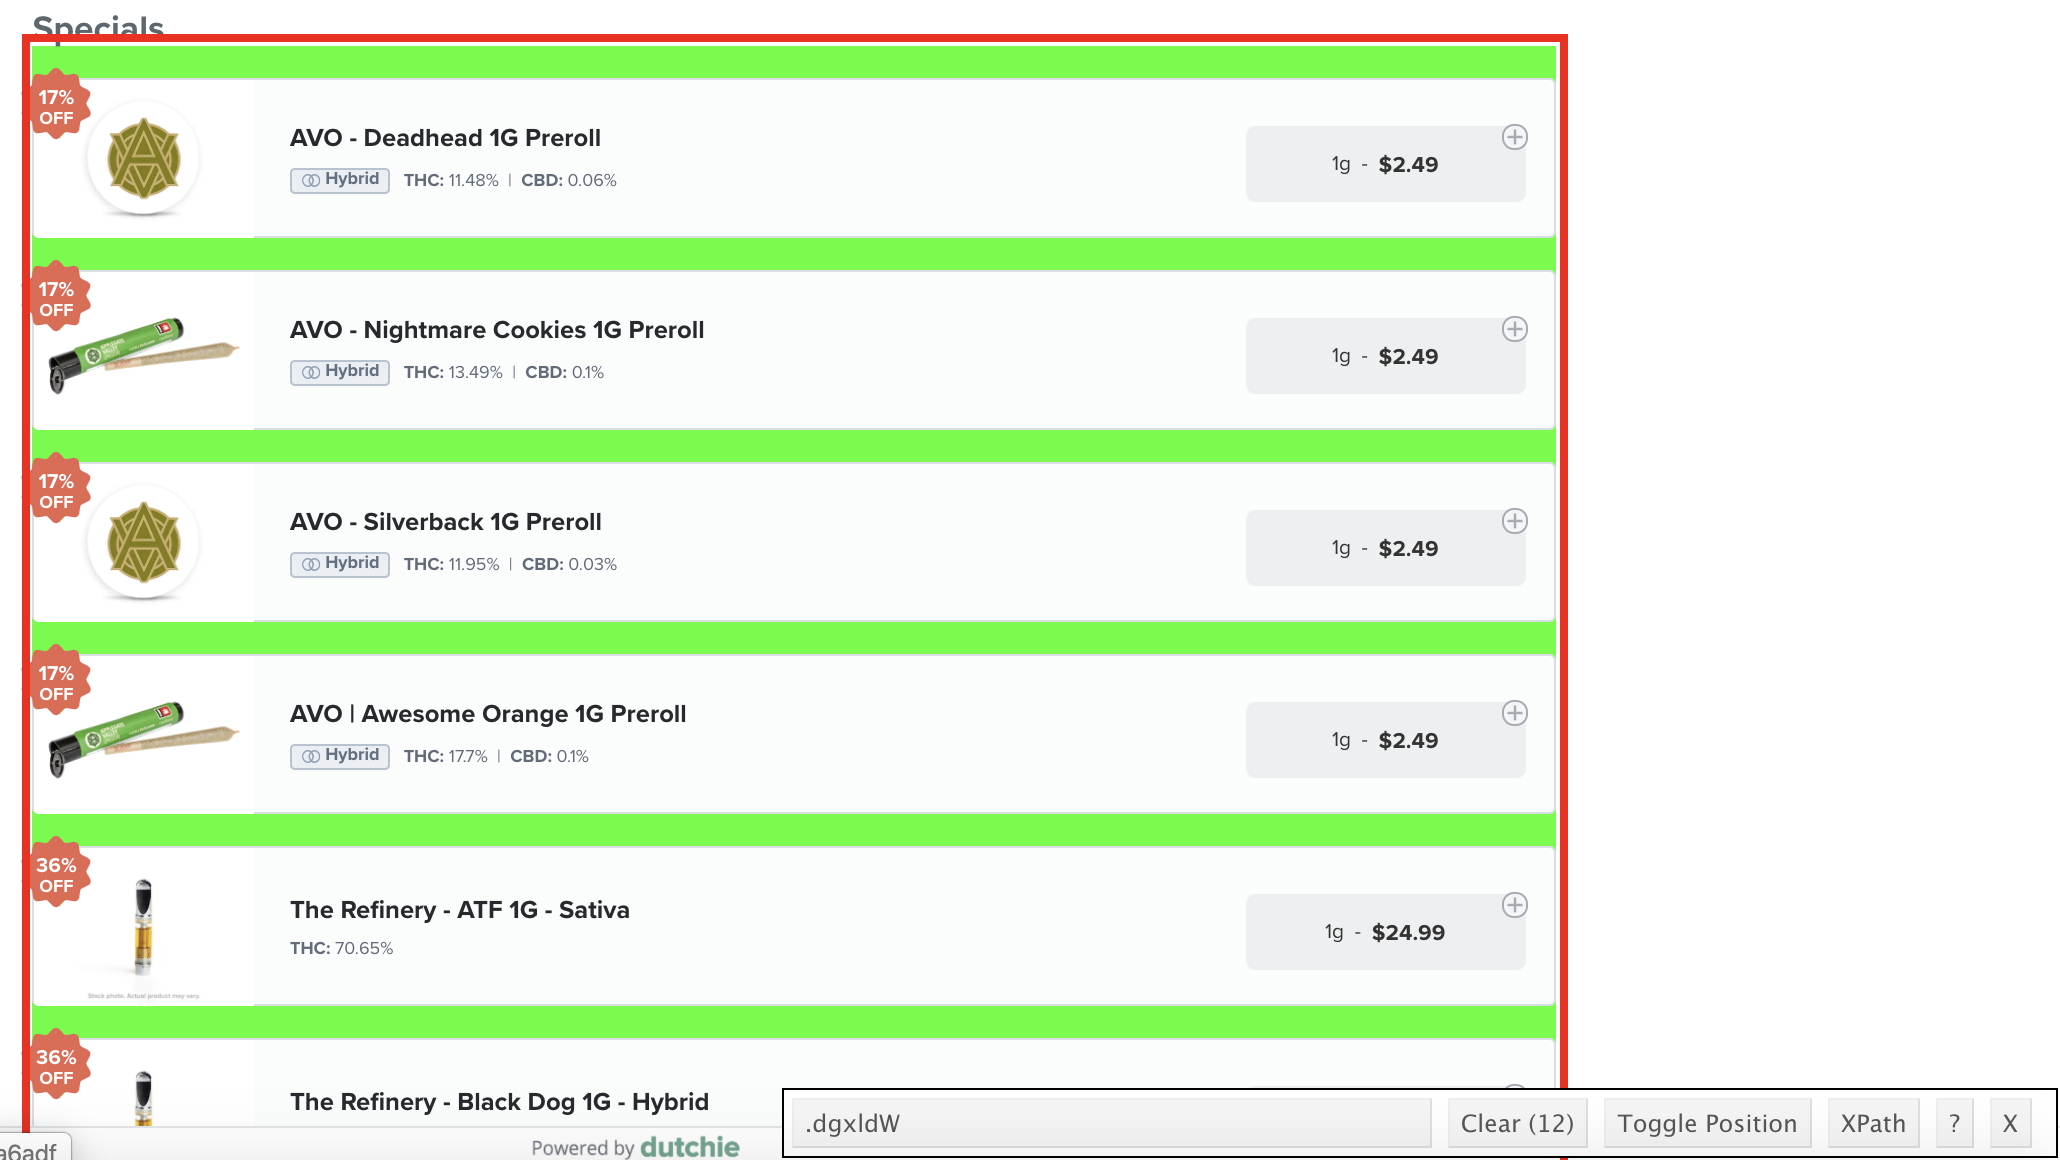 Specials
17%
OFF
AVO - Deadhead 1G Preroll
Hybrid THC: 11.48% | CBD: 0.06%
1g - $2.49
17%
OFF
AVO - Nightmare Cookies 1G Preroll
Hybrid THC: 13.49% | CBD: 0.1%
1g - $2.49
17%
OFF
AVO - Silverback 1G Preroll
Hybrid THC: 11.95% | CBD: 0.03%
1g - $2.49
17%
OFF
AVO | Awesome Orange 1G Preroll
Hybrid THC: 17.7% | CBD: 0.1%
1g - $2.49
36%
OFF
The Refinery - ATF 1G - Sativa
THC: 70.65%
1g - $24.99
Stock photo. Actual product may vary.
36%
OFF
The Refinery - Black Dog 1G - Hybrid
.dgxldW Clear (12) Toggle Position XPath ? X
a6adf
Powered by dutchie